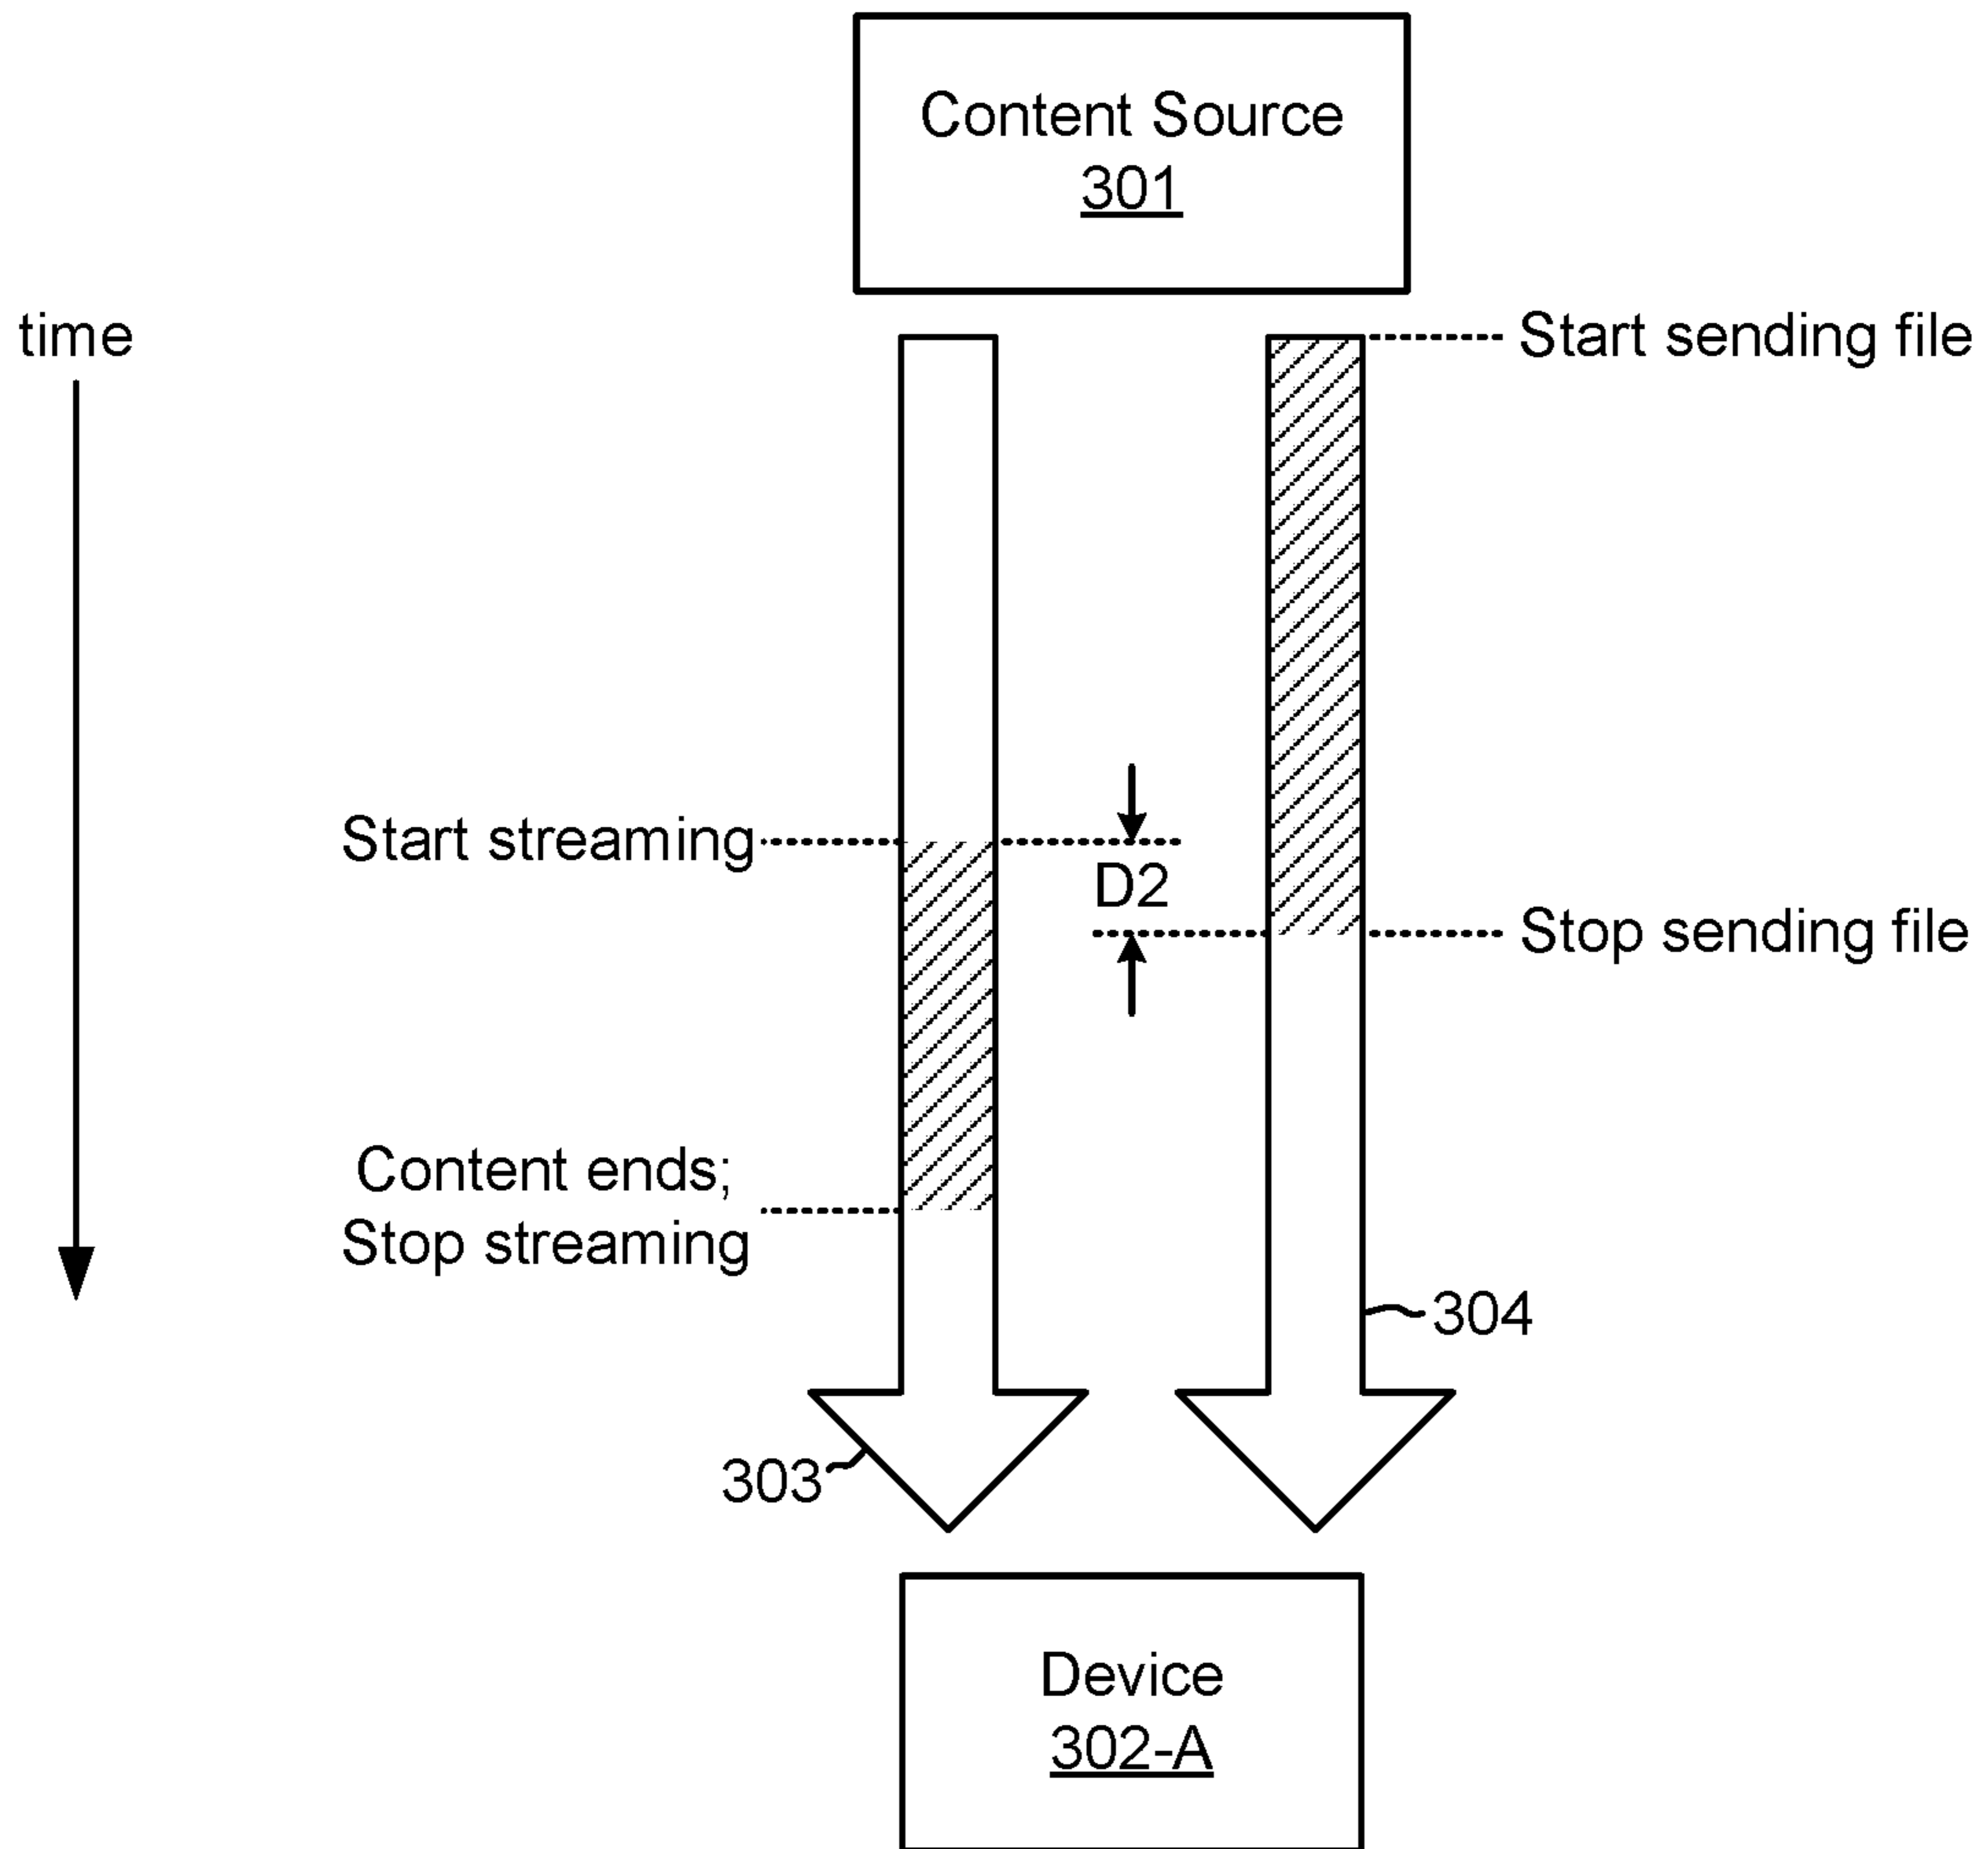 Content Source
301
time
Start sending file
Start streaming
D2
Stop sending file
Content ends;
Stop streaming
304
303
Device
302-A